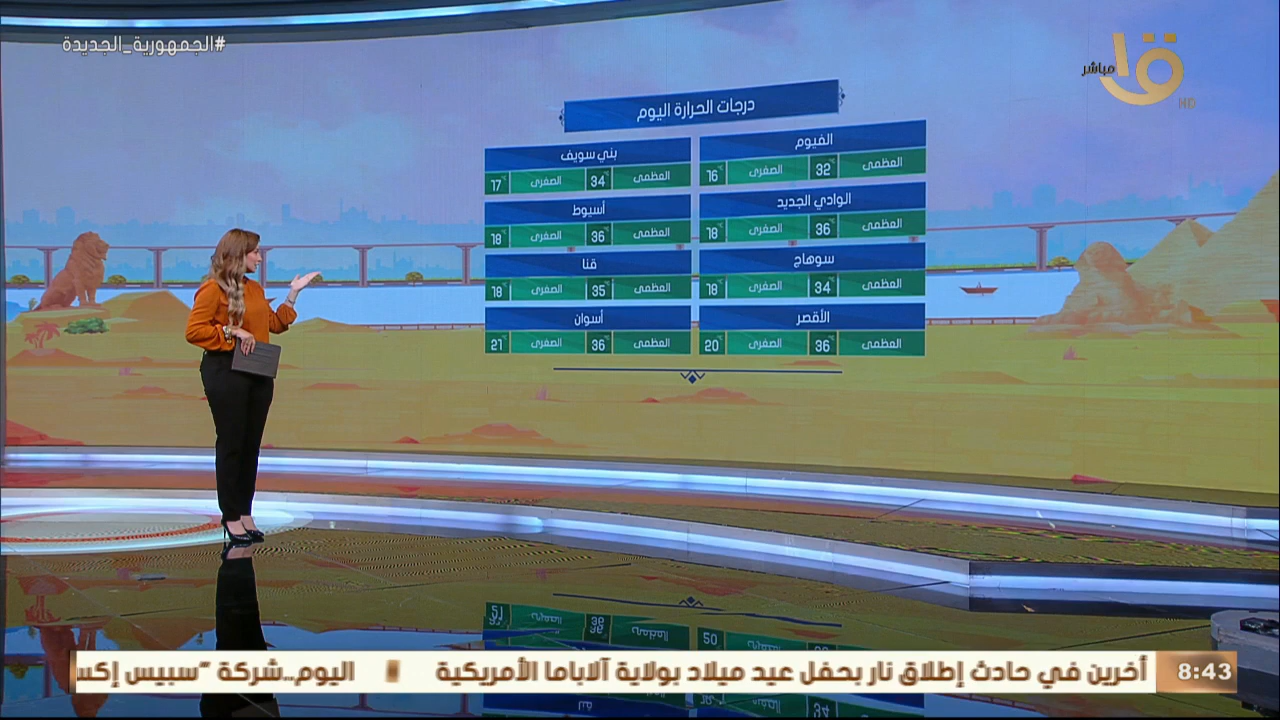 #الجمهورية_الجديدة
مباشر
HD
درجات الحرارة اليوم
الفيوم
العظمى 32°c الصغرى 16°c
بني سويف
العظمى 34°c الصغرى 17°c
الوادي الجديد
العظمى 36°c الصغرى 18°c
أسيوط
العظمى 36°c الصغرى 18°c
سوهاج
العظمى 34°c الصغرى 18°c
قنا
العظمى 35°c الصغرى 18°c
الأقصر
العظمى 36°c الصغرى 20°c
أسوان
العظمى 36°c الصغرى 21°c
8:43
أخرين في حادث إطلاق نار بحفل عيد ميلاد بولاية آلاباما الأمريكية اليوم..شركة "سبيس إكس